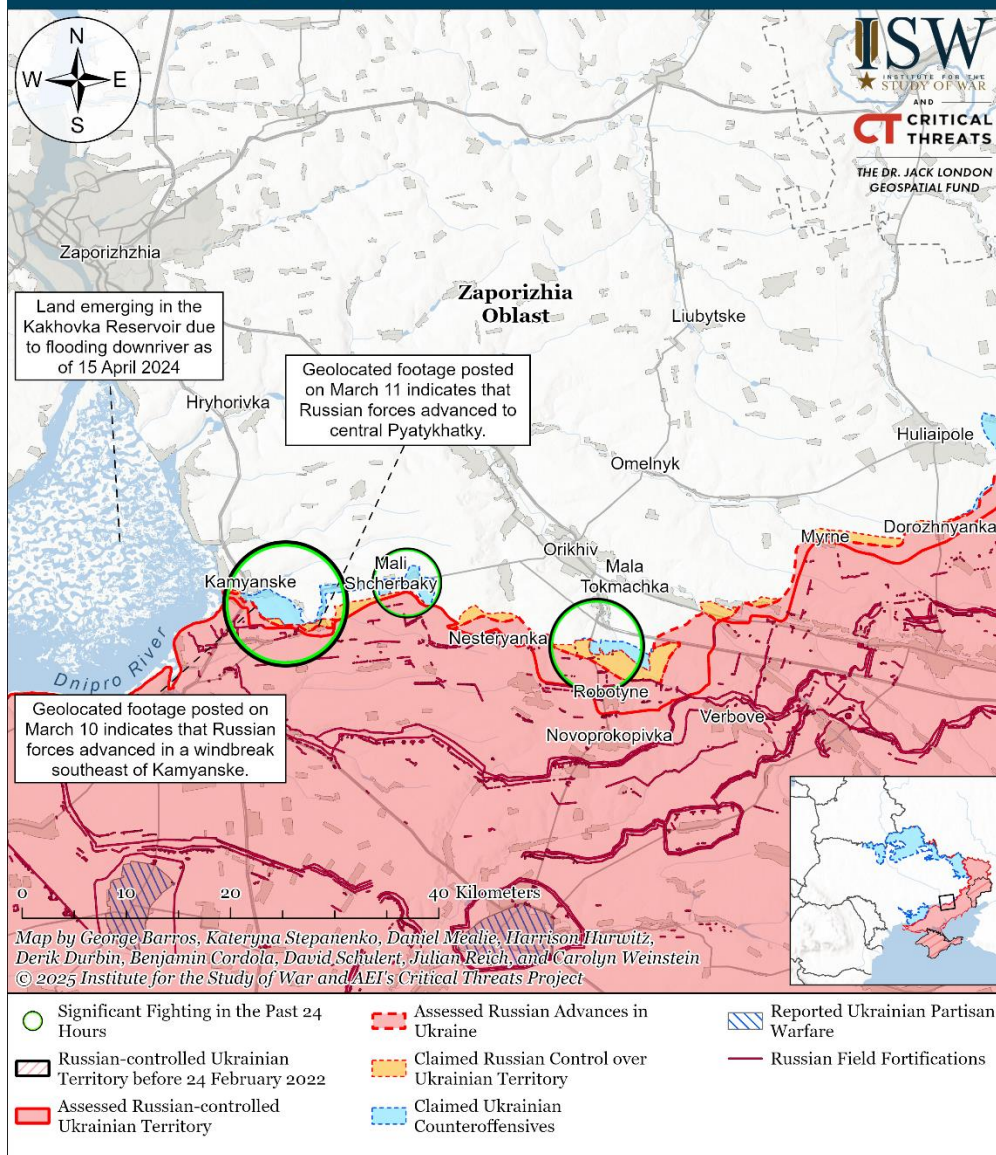 N
W E
S
ISW
INSTITUTE FOR THE
STUDY OF WAR
AND
CT CRITICAL
THREATS
THE DR. JACK LONDON
GEOSPATIAL FUND
Zaporizhzhia
Zaporizhia
Oblast
Land emerging in the
Kakhovka Reservoir due
to flooding downriver as
of 15 April 2024
Liubytske
Geolocated footage posted
on March 11 indicates that
Russian forces advanced to
central Pyatykhatky.
Hryhorivka
Huliaipole
Omelnyk
Dorozhnyanka
Myrne
Orikhiv
Mala
Tokmachka
Kamyanske
Mali
Shcherbaky
Nesteryanka
Dnipro River
Robotyne
Verbove
Novoprokopivka
Geolocated footage posted on
March 10 indicates that Russian
forces advanced in a windbreak
southeast of Kamyanske.
0 10 20 40 Kilometers
Map by George Barros, Kateryna Stepanenko, Daniel Mealie, Harrison Hurwitz,
Derik Durbin, Benjamin Cordola, David Schulert, Julian Reich, and Carolyn Weinstein
© 2025 Institute for the Study of War and AEI's Critical Threats Project
Significant Fighting in the Past 24
Hours
Russian-controlled Ukrainian
Territory before 24 February 2022
Assessed Russian-controlled
Ukrainian Territory
Assessed Russian Advances in
Ukraine
Claimed Russian Control over
Ukrainian Territory
Claimed Ukrainian
Counteroffensives
Reported Ukrainian Partisan
Warfare
Russian Field Fortifications